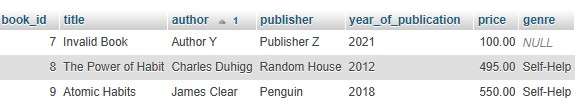 book_id title author 1 publisher year_of_publication price genre
7 Invalid Book Author Y Publisher Z 2021 100.00 NULL
8 The Power of Habit Charles Duhigg Random House 2012 495.00 Self-Help
9 Atomic Habits James Clear Penguin 2018 550.00 Self-Help